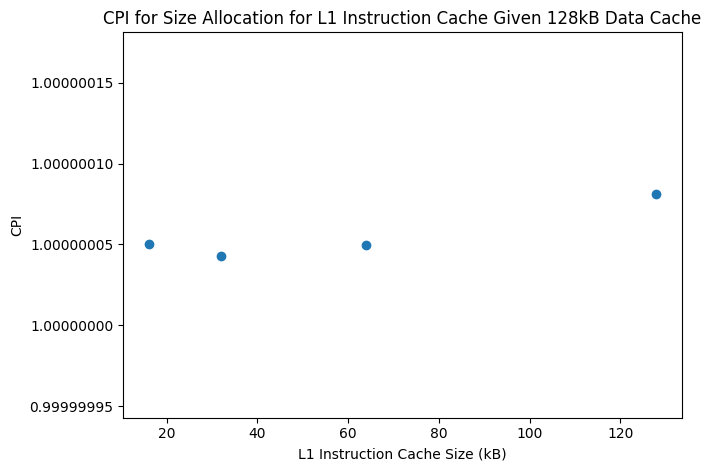 CPI for Size Allocation for L1 Instruction Cache Given 128kB Data Cache
1.00000015
1.00000010
1.00000005
1.00000000
0.99999995
CPI
20 40 60 80 100 120
L1 Instruction Cache Size (kB)